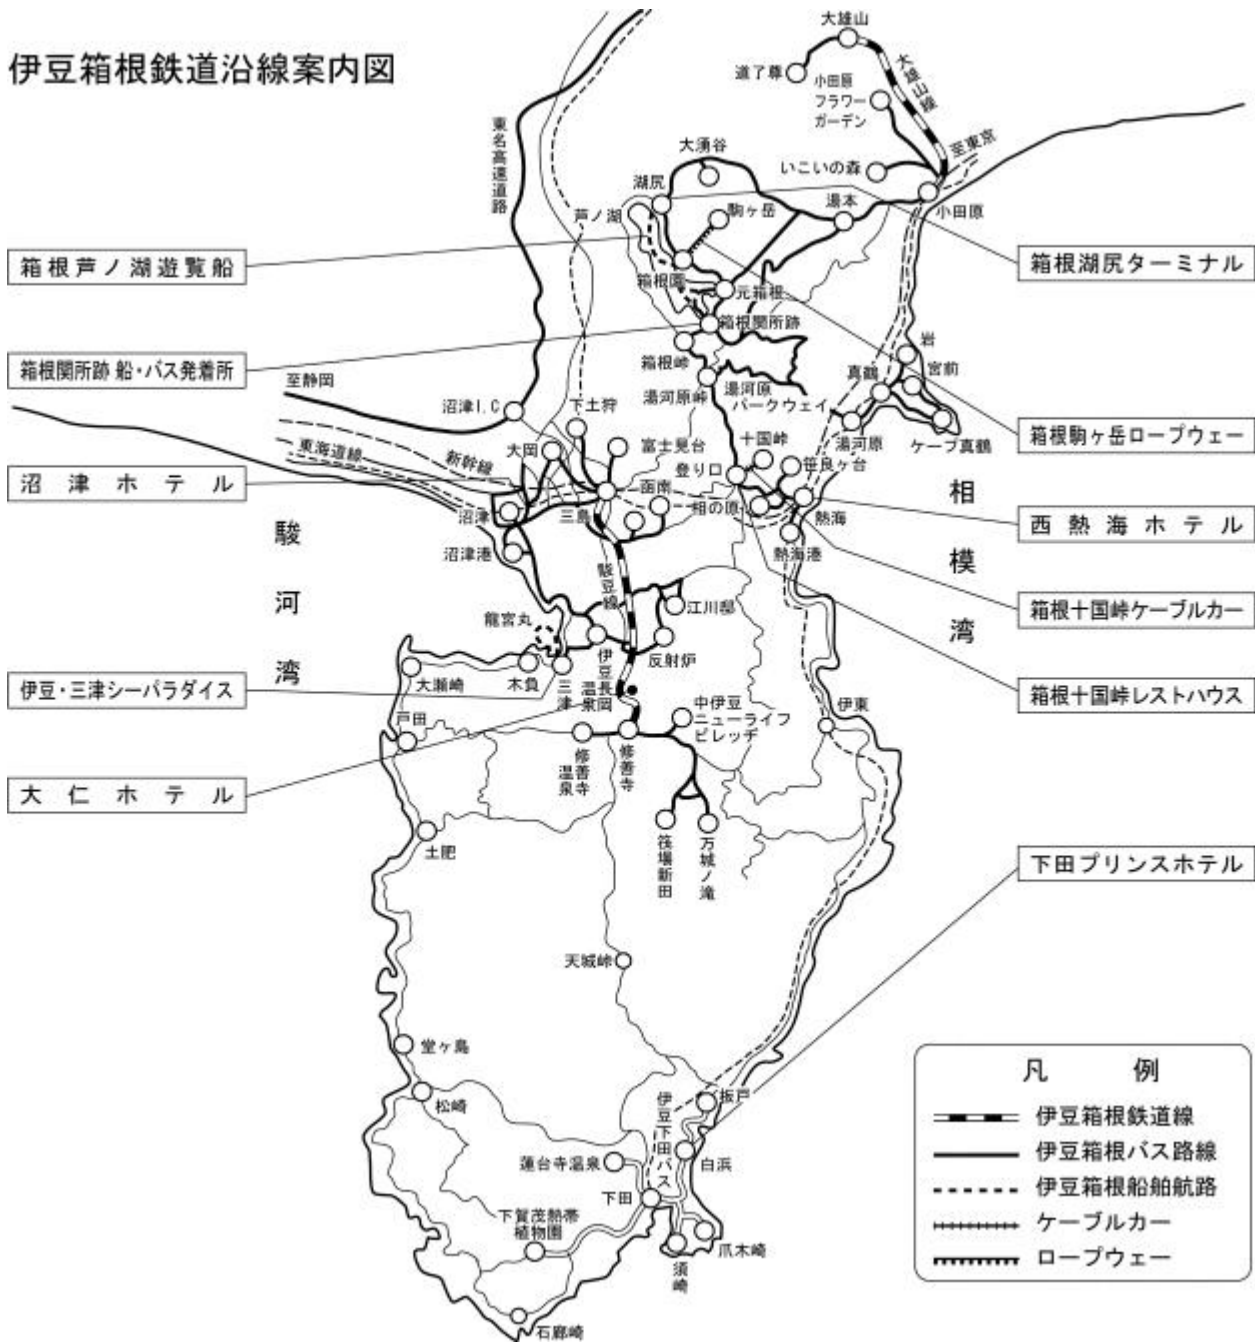 伊豆箱根鉄道沿線案内図
大雄山
道了尊
大雄山線
小田原
フラワー
ガーデン
至東京
いこいの森
小田原
東名高速道路
大湧谷
湖尻
芦ノ湖
駒ヶ岳
湯本
箱根芦ノ湖遊覧船
箱根湖尻ターミナル
箱根園
元箱根
箱根関所跡
箱根峠
箱根関所跡 船・バス発着所
岩
宮前
真鶴
湯河原峠
湯河原
パークウェイ
湯河原
ケープ真鶴
箱根駒ヶ岳ロープウェー
至静岡
沼津I.C
下土狩
大岡
富士見台
十国峠
登り口
笹良ヶ台
東海道線
新幹線
函南
沼津ホテル
沼津
三島
相の原
熱海
西熱海ホテル
沼津港
熱海港
駿河湾
相模湾
駿豆線
箱根十国峠ケーブルカー
江川邸
龍宮丸
反射炉
伊豆長岡
温泉
大瀬崎
木負
三津
伊豆・三津シーパラダイス
箱根十国峠レストハウス
中伊豆
ニューライフ
ビレッヂ
伊東
戸田
修善寺
温泉
修善寺
大仁ホテル
土肥
筏場新田
万城ノ滝
下田プリンスホテル
天城峠
堂ヶ島
松崎
伊豆下田バス
板戸
白浜
蓮台寺温泉
下田
下賀茂熱帯
植物園
爪木崎
須崎
石廊崎
凡例
伊豆箱根鉄道線
伊豆箱根バス路線
伊豆箱根船舶航路
ケーブルカー
ロープウェー